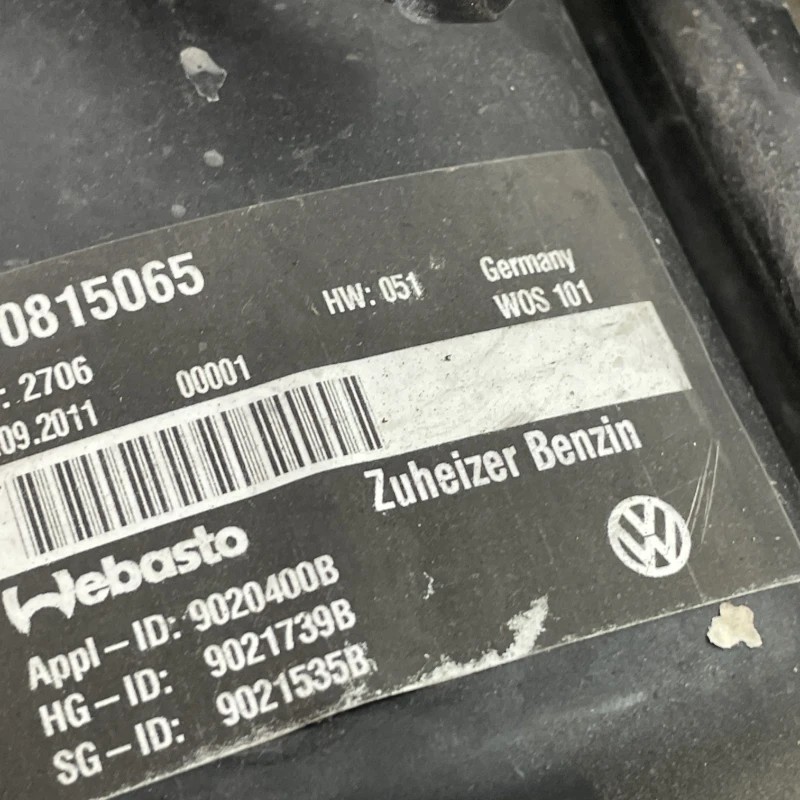 0815065
HW: 051
Germany
WOS 101
: 2706
00001
09.2011
Zuheizer Benzin
Webasto
Appl-ID: 9020400B
HG-ID: 9021739B
SG-ID: 9021535B